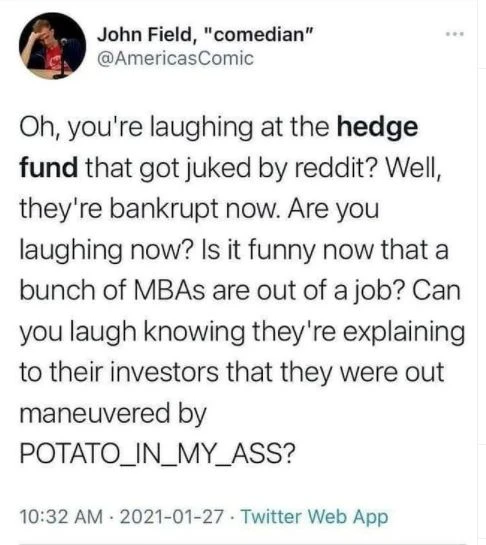 John Field, "comedian"
@AmericasComic
Oh, you're laughing at the hedge
fund that got juked by reddit? Well,
they're bankrupt now. Are you
laughing now? Is it funny now that a
bunch of MBAs are out of a job? Can
you laugh knowing they're explaining
to their investors that they were out
maneuvered by
POTATO_IN_MY_ASS?
10:32 AM · 2021-01-27 · Twitter Web App